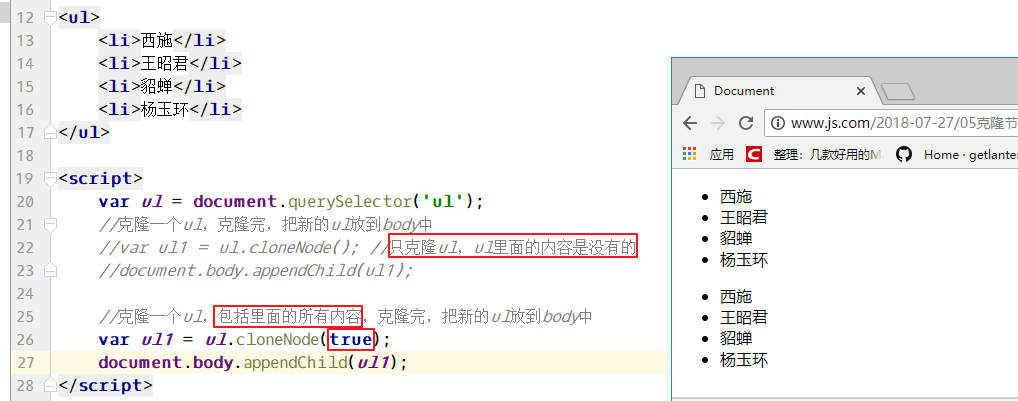 12 <ul>
13 <li>西施</li>
14 <li>王昭君</li>
15 <li>貂蝉</li>
16 <li>杨玉环</li>
17 </ul>
18
19 <script>
20 var ul = document.querySelector('ul');
21 //克隆一个ul，克隆完，把新的ul放到body中
22 //var ul1 = ul.cloneNode(); //只克隆ul，ul里面的内容是没有的
23 //document.body.appendChild(ul1);
24
25 //克隆一个ul，包括里面的所有内容，克隆完，把新的ul放到body中
26 var ul1 = ul.cloneNode(true);
27 document.body.appendChild(ul1);
28 </script>
Document
www.js.com/2018-07-27/05克隆节
应用 C 整理：几款好用的M Home · getlanter
• 西施
• 王昭君
• 貂蝉
• 杨玉环
• 西施
• 王昭君
• 貂蝉
• 杨玉环